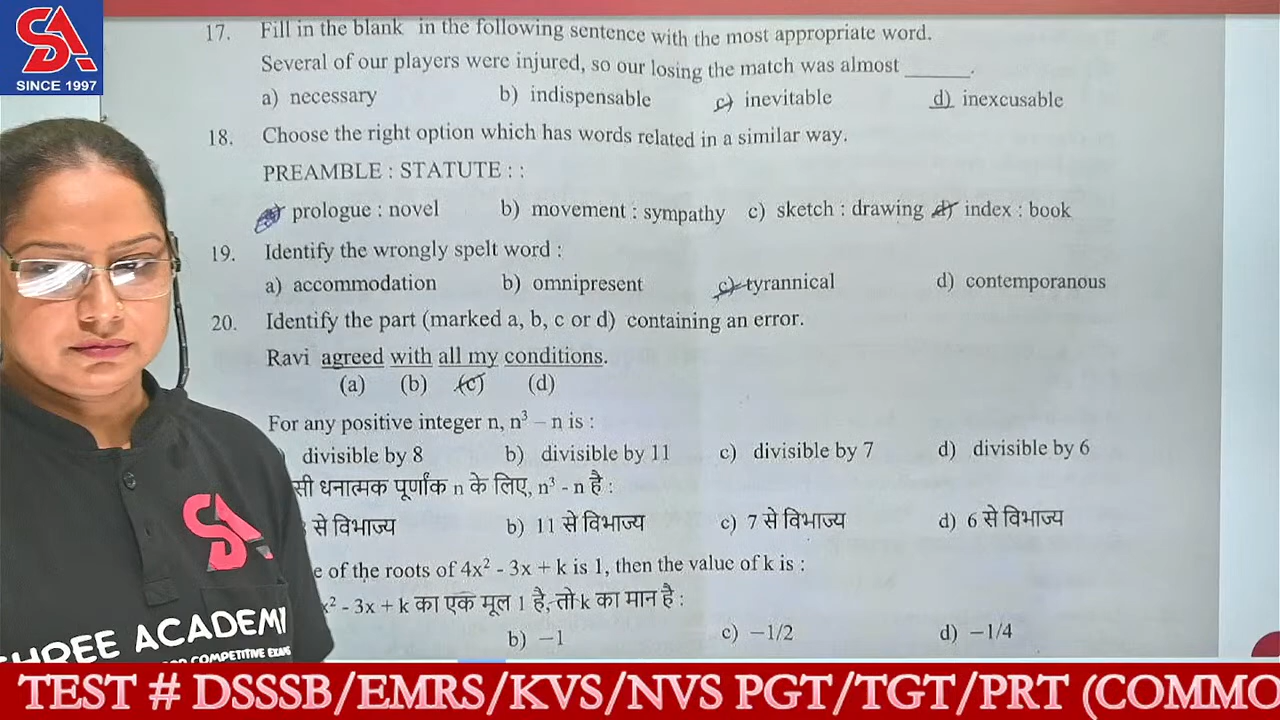 SA
SINCE 1997
17. Fill in the blank in the following sentence with the most appropriate word.
Several of our players were injured, so our losing the match was almost ______.
a) necessary b) indispensable c) inevitable d) inexcusable
18. Choose the right option which has words related in a similar way.
PREAMBLE : STATUTE : :
prologue : novel b) movement : sympathy c) sketch : drawing d) index : book
19. Identify the wrongly spelt word :
a) accommodation b) omnipresent c) tyrannical d) contemporanous
20. Identify the part (marked a, b, c or d) containing an error.
Ravi agreed with all my conditions.
(a) (b) (c) (d)
For any positive integer n, n³ – n is :
divisible by 8 b) divisible by 11 c) divisible by 7 d) divisible by 6
धनात्मक पूर्णांक n के लिए, n³ - n है :
से विभाज्य b) 11 से विभाज्य c) 7 से विभाज्य d) 6 से विभाज्य
of the roots of 4x² - 3x + k is 1, then the value of k is :
x² - 3x + k का एक मूल 1 है, तो k का मान है :
b) −1 c) −1/2 d) −1/4
SA
SHREE ACADEMY
COMPETITIVE EXAMS
TEST # DSSSB/EMRS/KVS/NVS PGT/TGT/PRT (COMMO